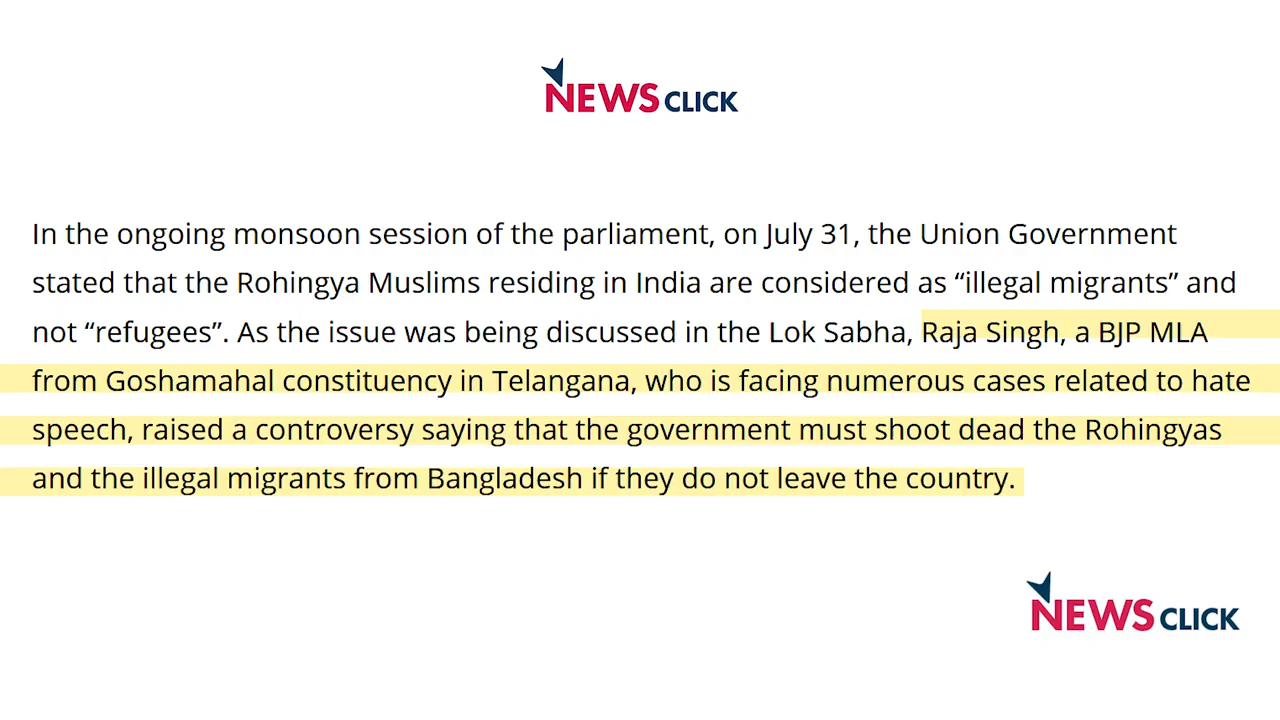 NEWS CLICK
In the ongoing monsoon session of the parliament, on July 31, the Union Government
stated that the Rohingya Muslims residing in India are considered as “illegal migrants” and
not “refugees”. As the issue was being discussed in the Lok Sabha, Raja Singh, a BJP MLA
from Goshamahal constituency in Telangana, who is facing numerous cases related to hate
speech, raised a controversy saying that the government must shoot dead the Rohingyas
and the illegal migrants from Bangladesh if they do not leave the country.
NEWS CLICK